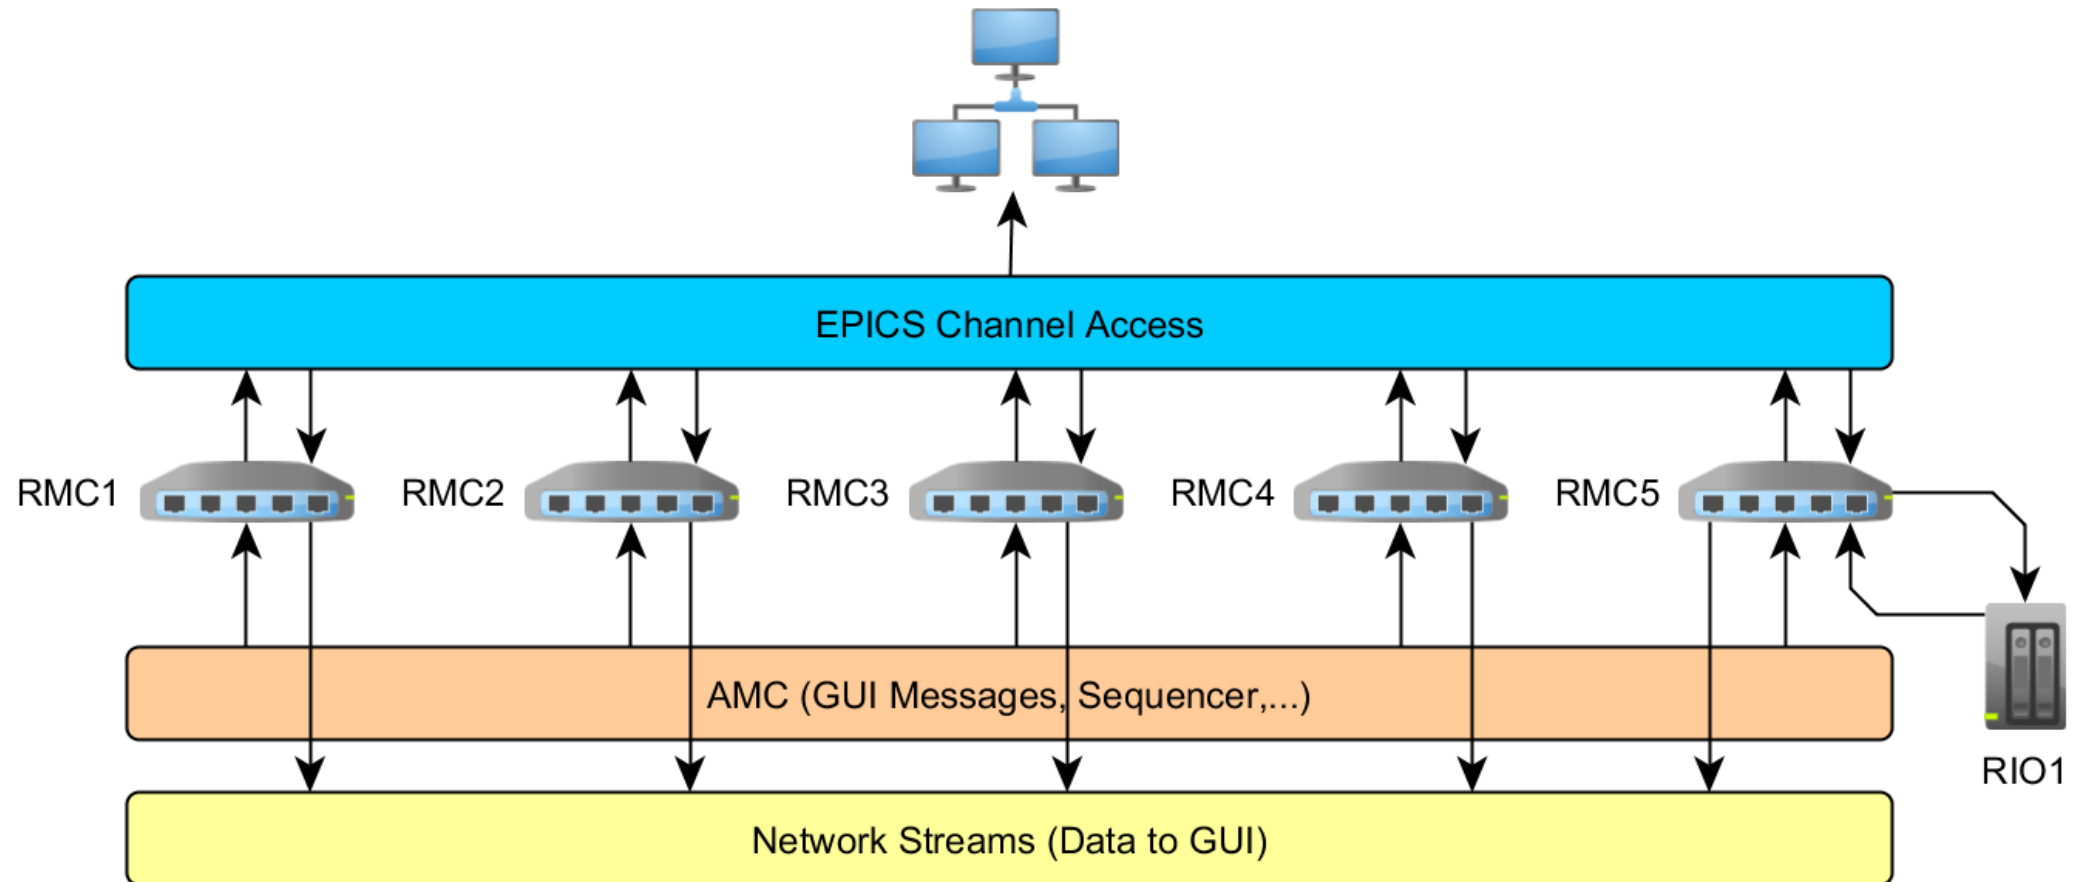 EPICS Channel Access
RMC1
RMC2
RMC3
RMC4
RMC5
AMC (GUI Messages, Sequencer,...)
RIO1
Network Streams (Data to GUI)